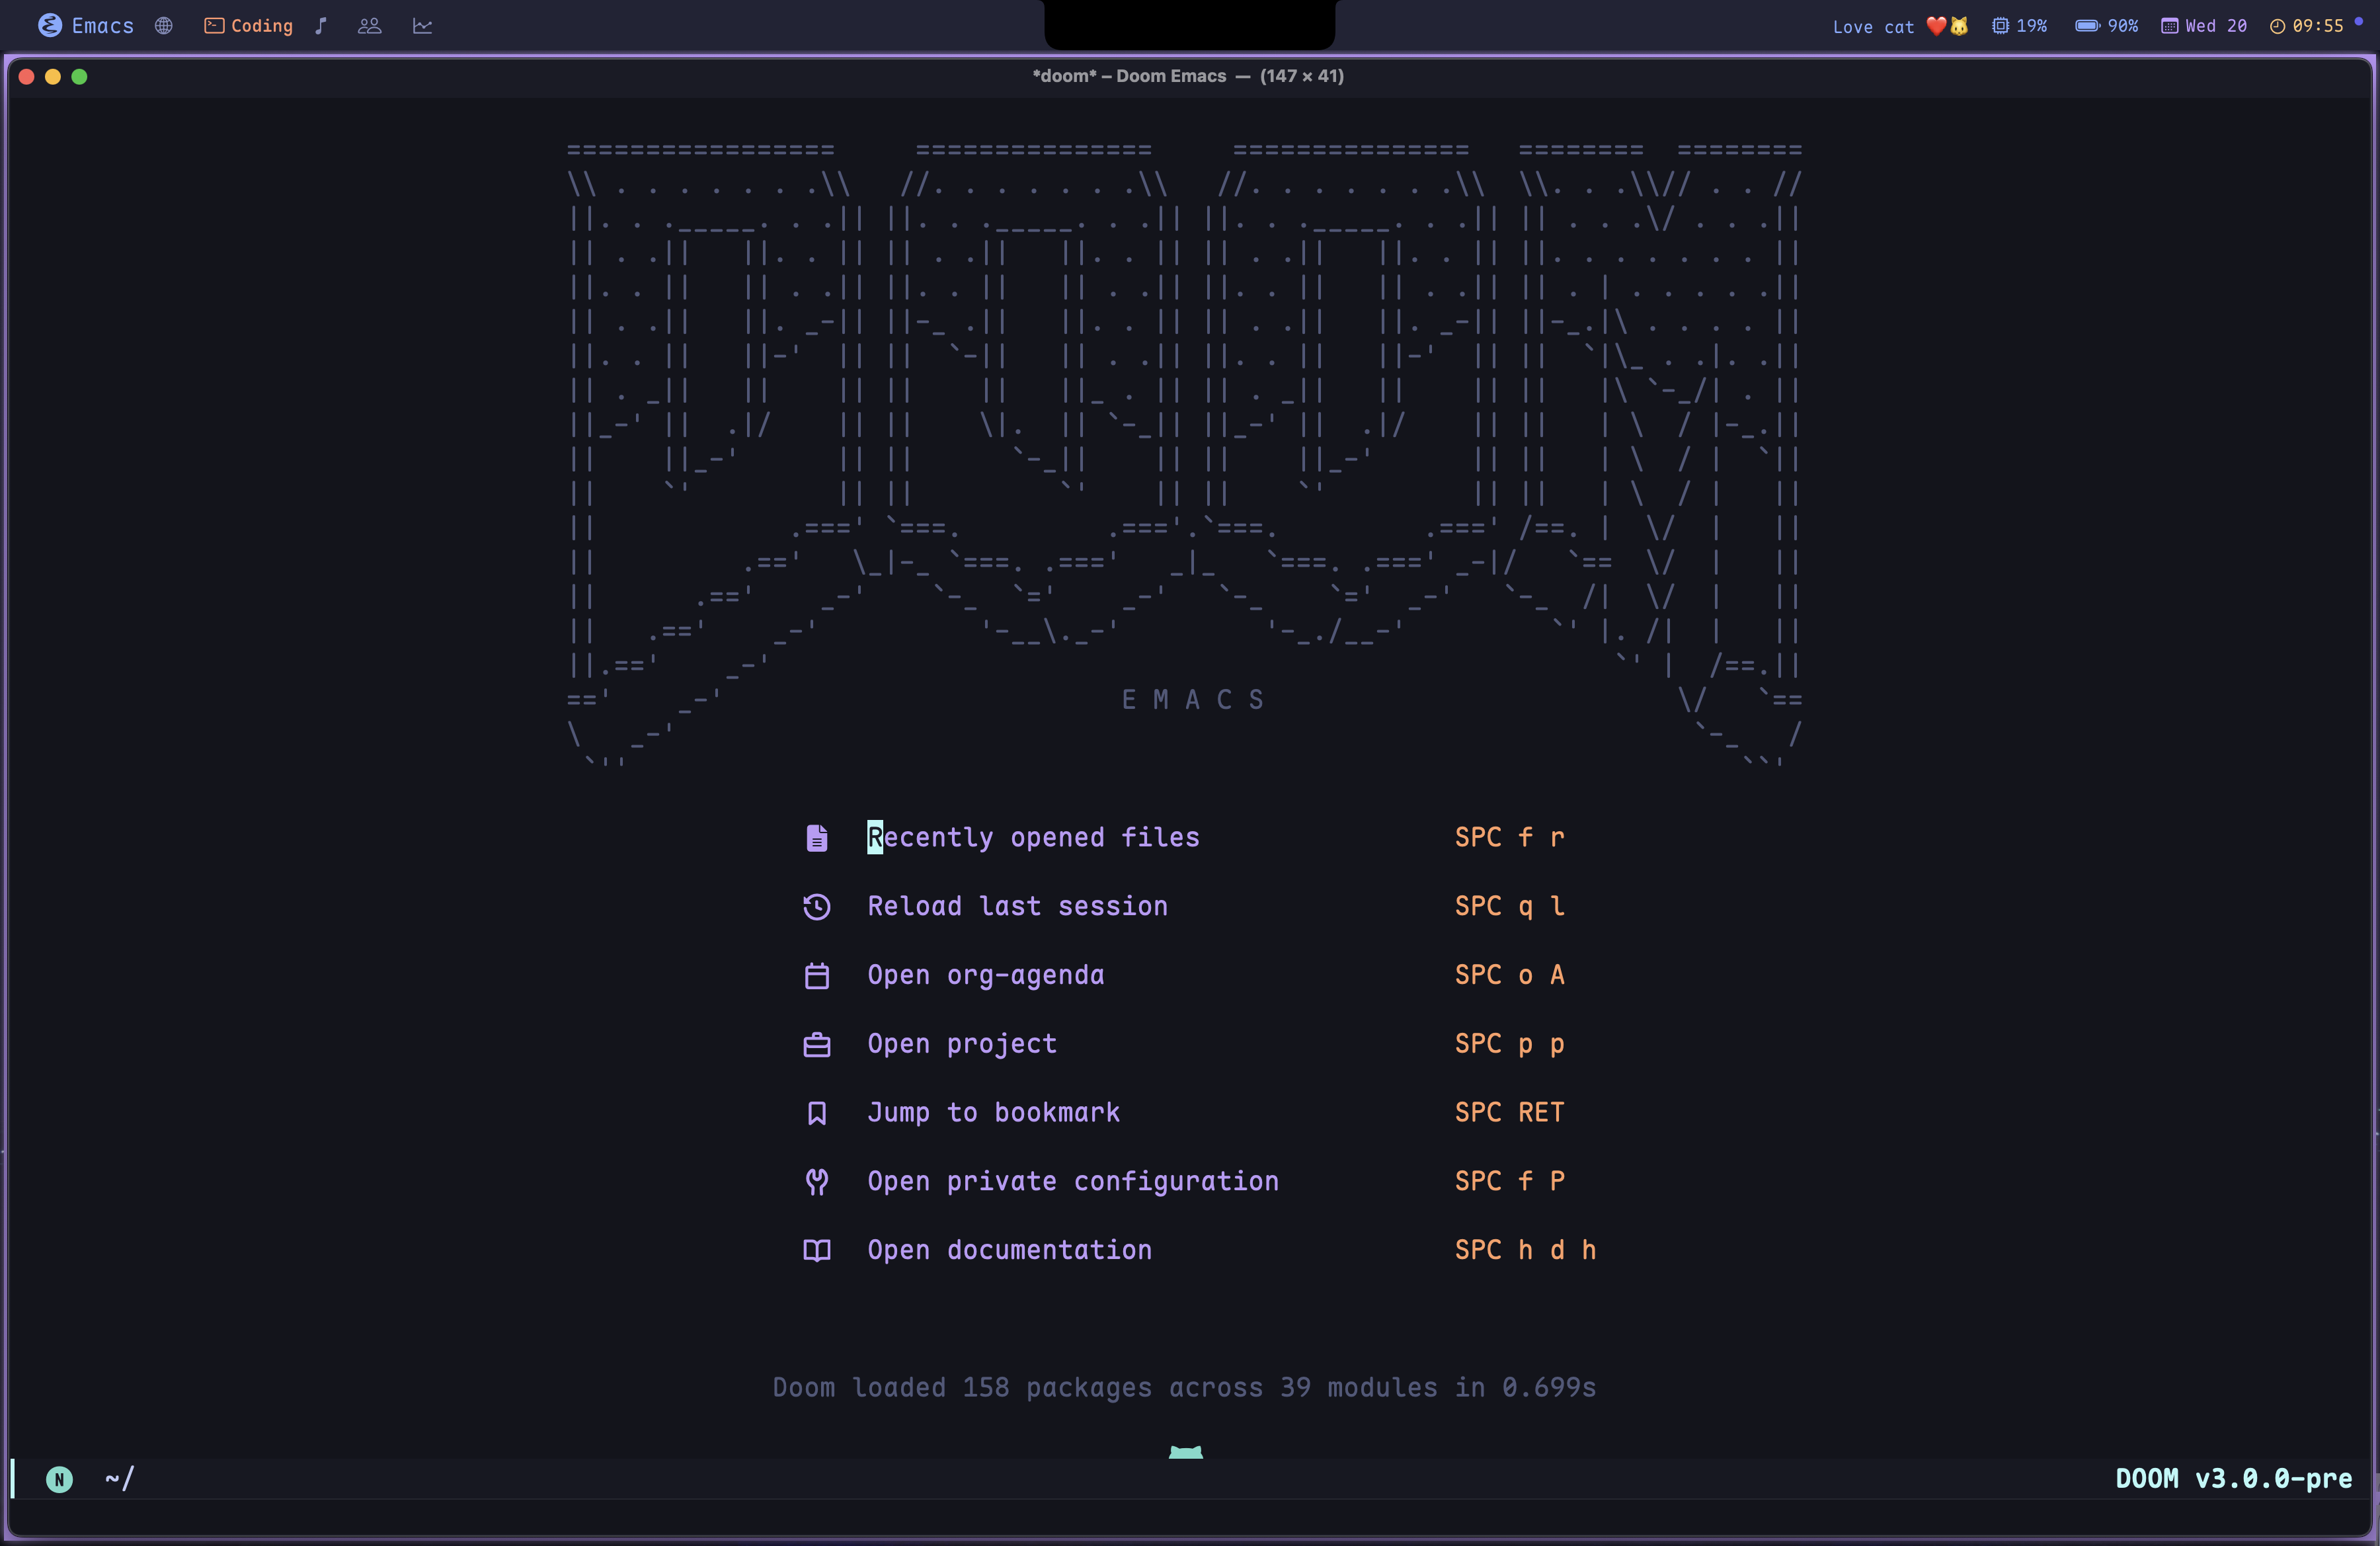 Emacs Coding Love cat ❤️🐱 19% 90% Wed 20 09:55
*doom* – Doom Emacs — (147 × 41)
E M A C S
Recently opened files SPC f r
Reload last session SPC q l
Open org-agenda SPC o A
Open project SPC p p
Jump to bookmark SPC RET
Open private configuration SPC f P
Open documentation SPC h d h
Doom loaded 158 packages across 39 modules in 0.699s
N ~/ DOOM v3.0.0-pre